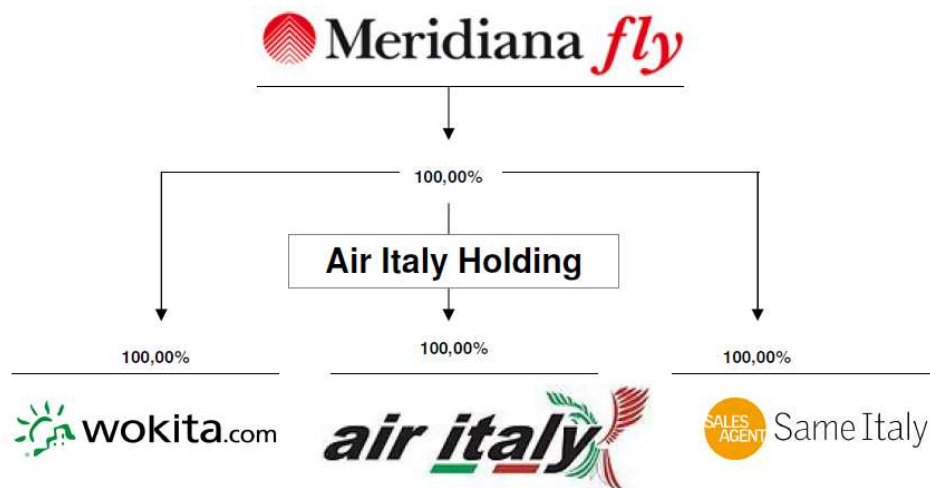 Meridiana fly
100,00%
Air Italy Holding
100,00%
100,00%
100,00%
wokita.com
air italy
SALES
AGENT
Same Italy